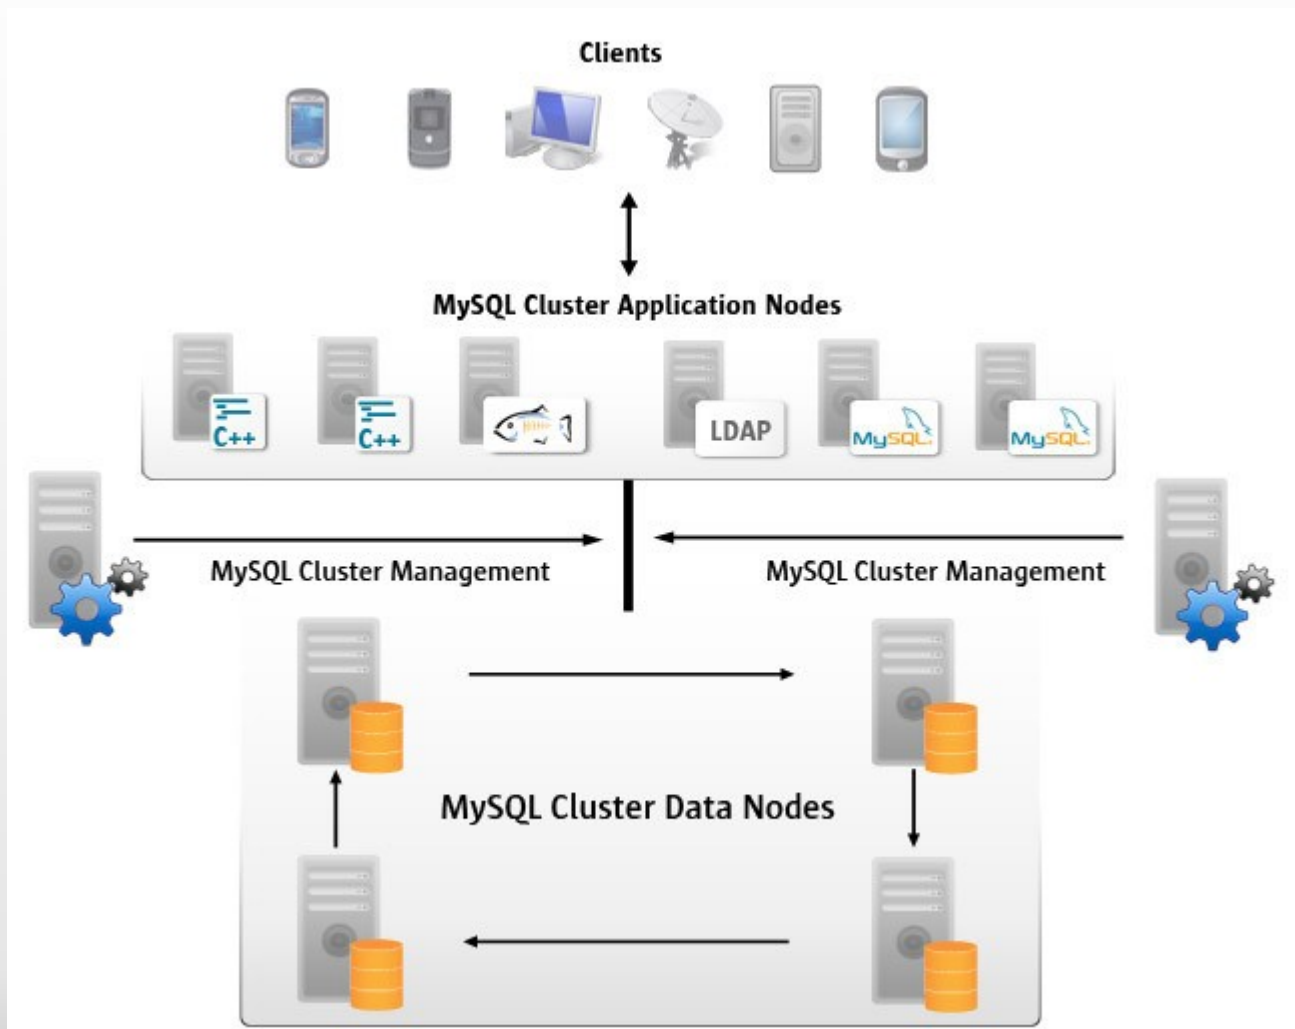 Clients
MySQL Cluster Application Nodes
C++
C++
LDAP
MySQL
MySQL
MySQL Cluster Management
MySQL Cluster Management
MySQL Cluster Data Nodes